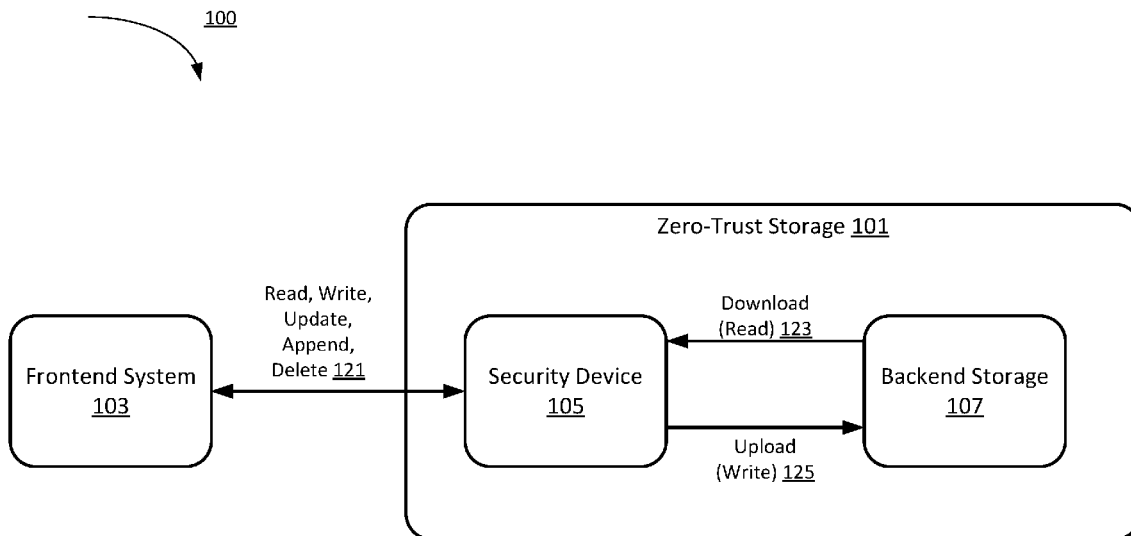 100
Zero-Trust Storage 101
Read, Write,
Update,
Append,
Delete 121
Frontend System
103
Security Device
105
Download
(Read) 123
Upload
(Write) 125
Backend Storage
107